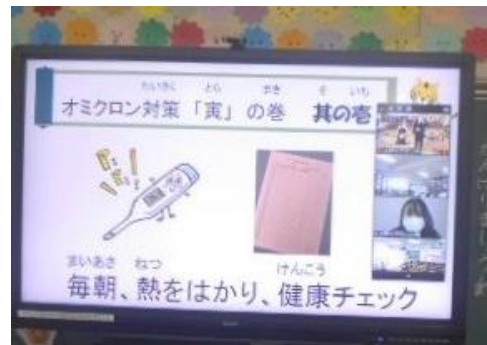 たいさく とら まき そ いち
オミクロン対策 「寅」 の巻 其の壱
まいあさ ねつ けんこう
毎朝、熱をはかり、健康チェック